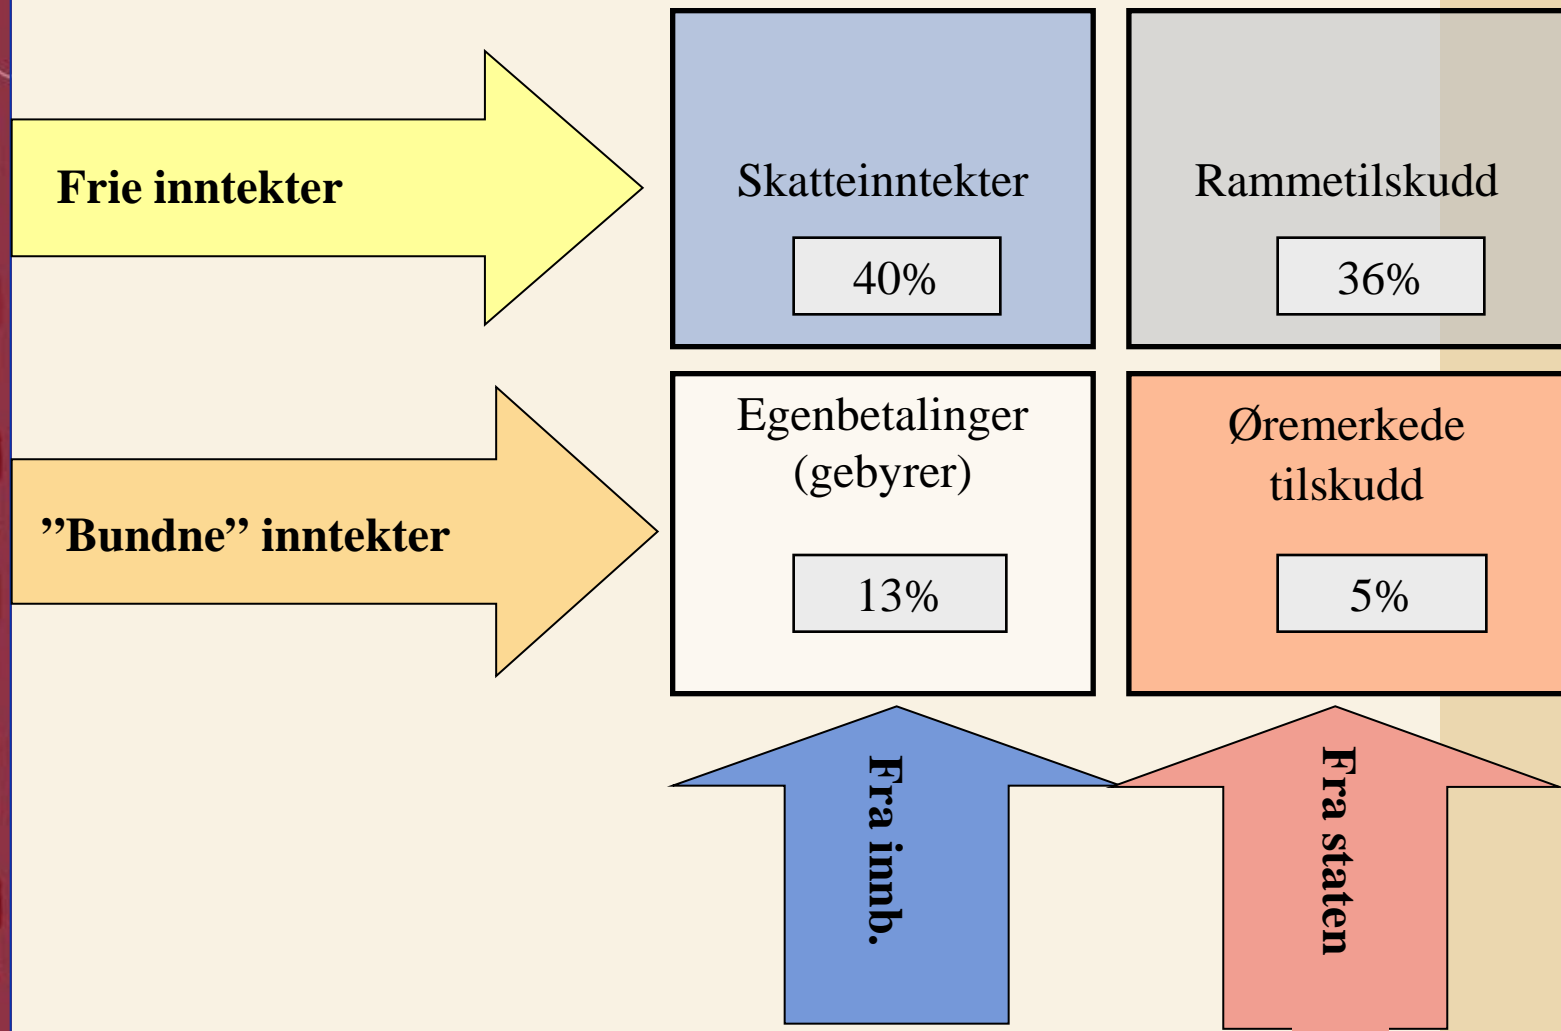 Frie inntekter
Skatteinntekter
40%
Rammetilskudd
36%
”Bundne” inntekter
Egenbetalinger
(gebyrer)
13%
Øremerkede
tilskudd
5%
Fra innb.
Fra staten